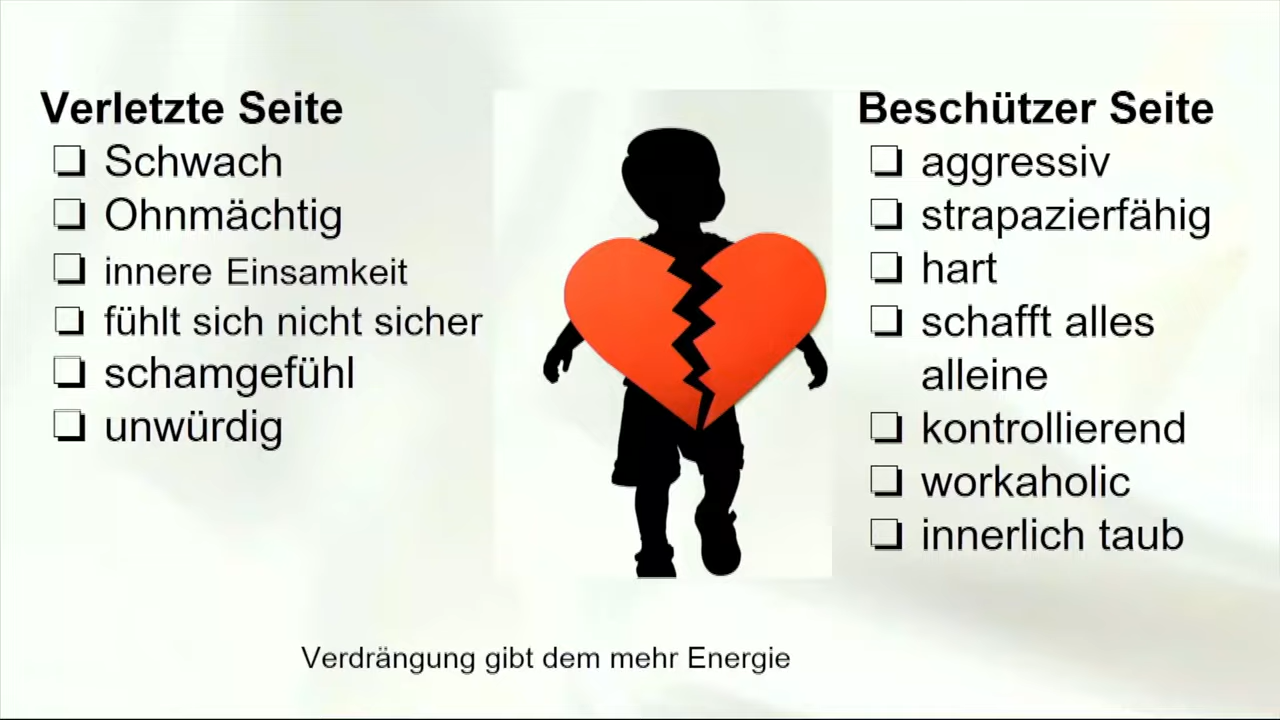 Verletzte Seite
❑ Schwach
❑ Ohnmächtig
❑ innere Einsamkeit
❑ fühlt sich nicht sicher
❑ schamgefühl
❑ unwürdig
Beschützer Seite
❑ aggressiv
❑ strapazierfähig
❑ hart
❑ schafft alles
alleine
❑ kontrollierend
❑ workaholic
❑ innerlich taub
Verdrängung gibt dem mehr Energie